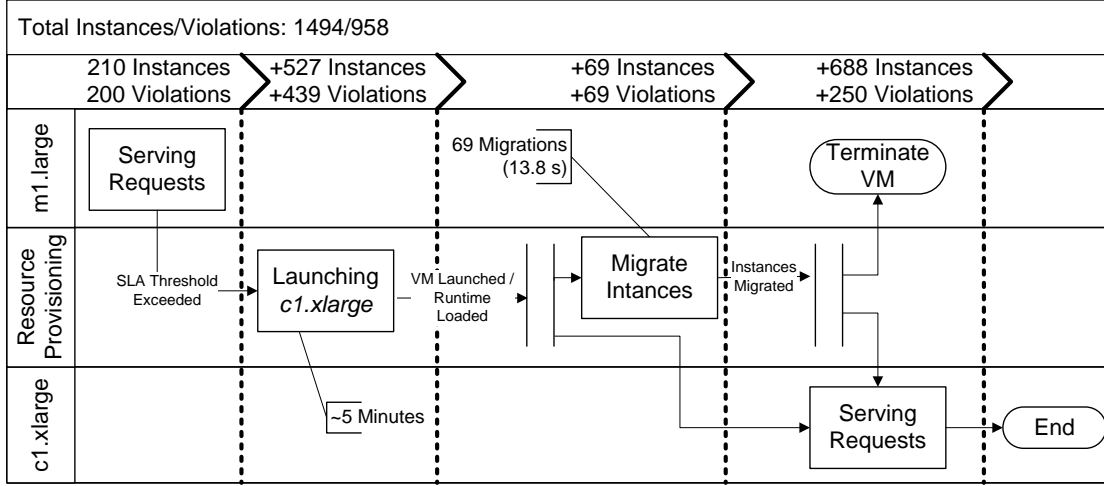 Total Instances/Violations: 1494/958
210 Instances
200 Violations
+527 Instances
+439 Violations
+69 Instances
+69 Violations
+688 Instances
+250 Violations
m1.large
Serving
Requests
69 Migrations
(13.8 s)
Terminate
VM
Resource
Provisioning
SLA Threshold
Exceeded
Launching
c1.xlarge
VM Launched /
Runtime
Loaded
Migrate
Intances
Instances
Migrated
c1.xlarge
~5 Minutes
Serving
Requests
End